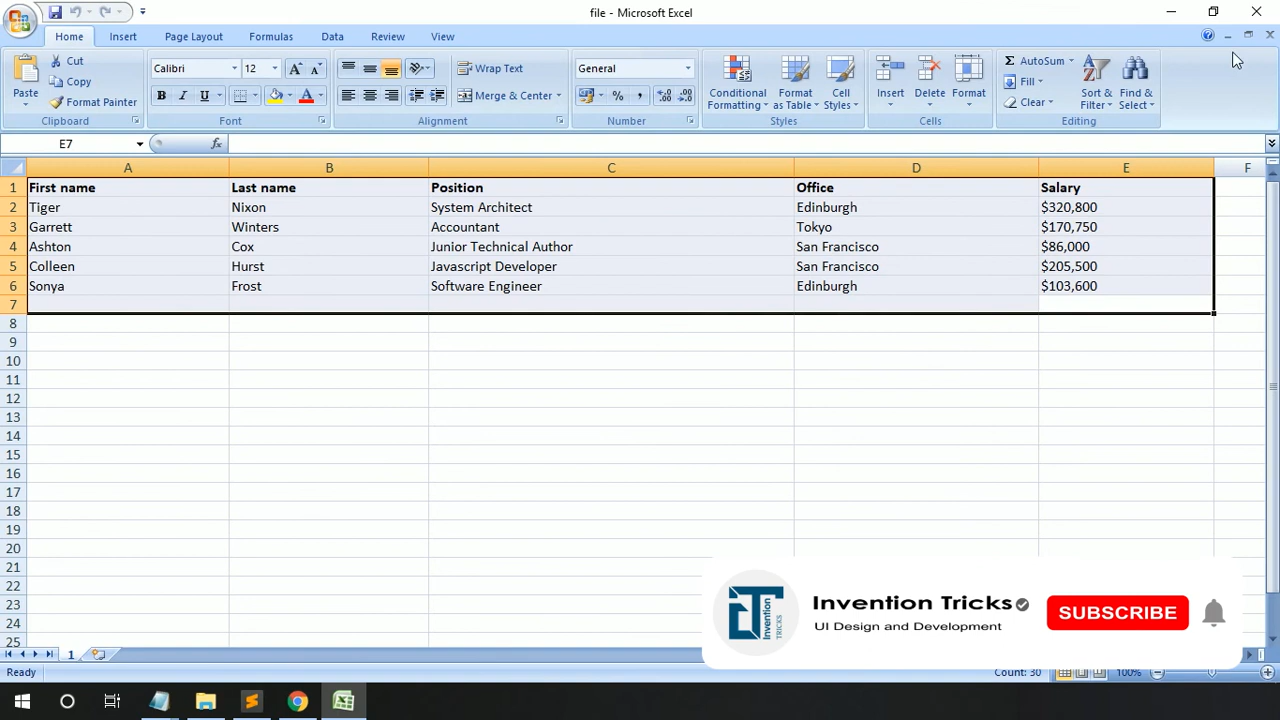 file - Microsoft Excel
Home Insert Page Layout Formulas Data Review View
Paste
Cut
Copy
Format Painter
Clipboard
Calibri 12
B I U
Font
Wrap Text
Merge & Center
Alignment
General
%
Number
Conditional Formatting
Format as Table
Cell Styles
Styles
Insert
Delete
Format
Cells
AutoSum
Fill
Clear
Sort & Filter
Find & Select
Editing
E7
fx
A B C D E F
1 First name Last name Position Office Salary
2 Tiger Nixon System Architect Edinburgh $320,800
3 Garrett Winters Accountant Tokyo $170,750
4 Ashton Cox Junior Technical Author San Francisco $86,000
5 Colleen Hurst Javascript Developer San Francisco $205,500
6 Sonya Frost Software Engineer Edinburgh $103,600
7
8
9
10
11
12
13
14
15
16
17
18
19
20
21
22
23
24
25
Invention Tricks
UI Design and Development
Invention TRICKS
SUBSCRIBE
1
Ready
Count: 30
100%